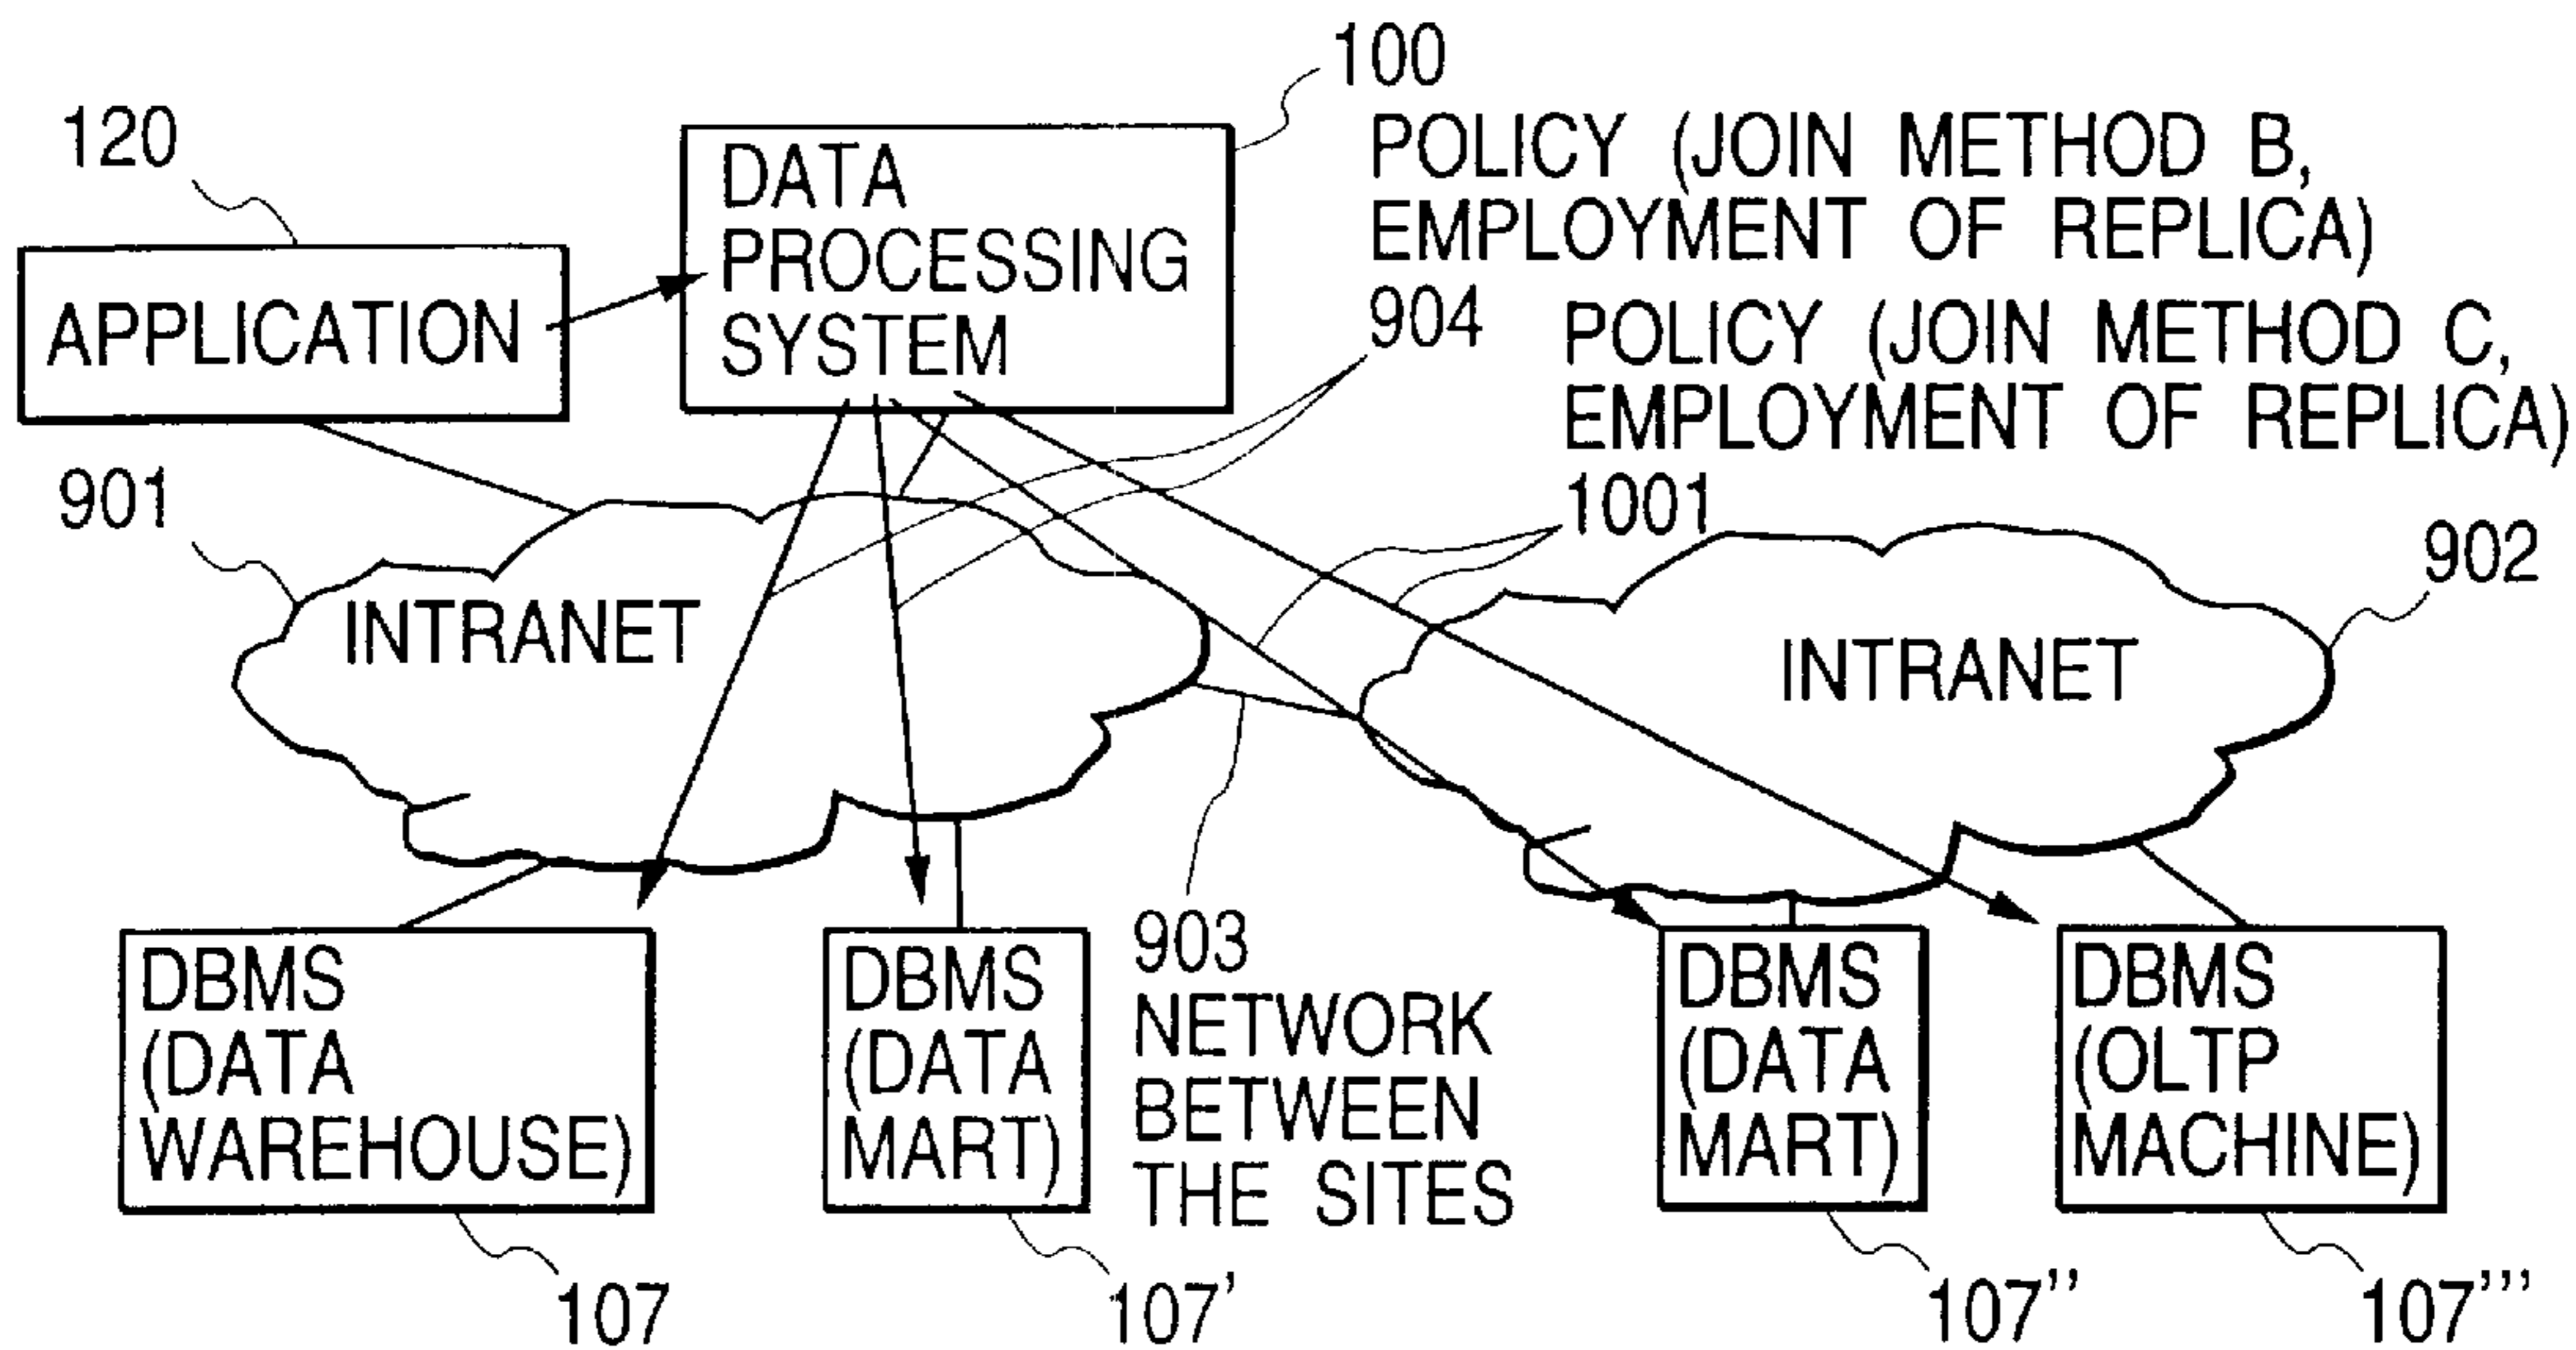 100
120
DATA
PROCESSING
SYSTEM
POLICY (JOIN METHOD B,
EMPLOYMENT OF REPLICA)
904
APPLICATION
POLICY (JOIN METHOD C,
EMPLOYMENT OF REPLICA)
1001
901
902
INTRANET
INTRANET
DBMS
(DATA
WAREHOUSE)
107
DBMS
(DATA
MART)
107'
903
NETWORK
BETWEEN
THE SITES
DBMS
(DATA
MART)
107''
DBMS
(OLTP
MACHINE)
107'''